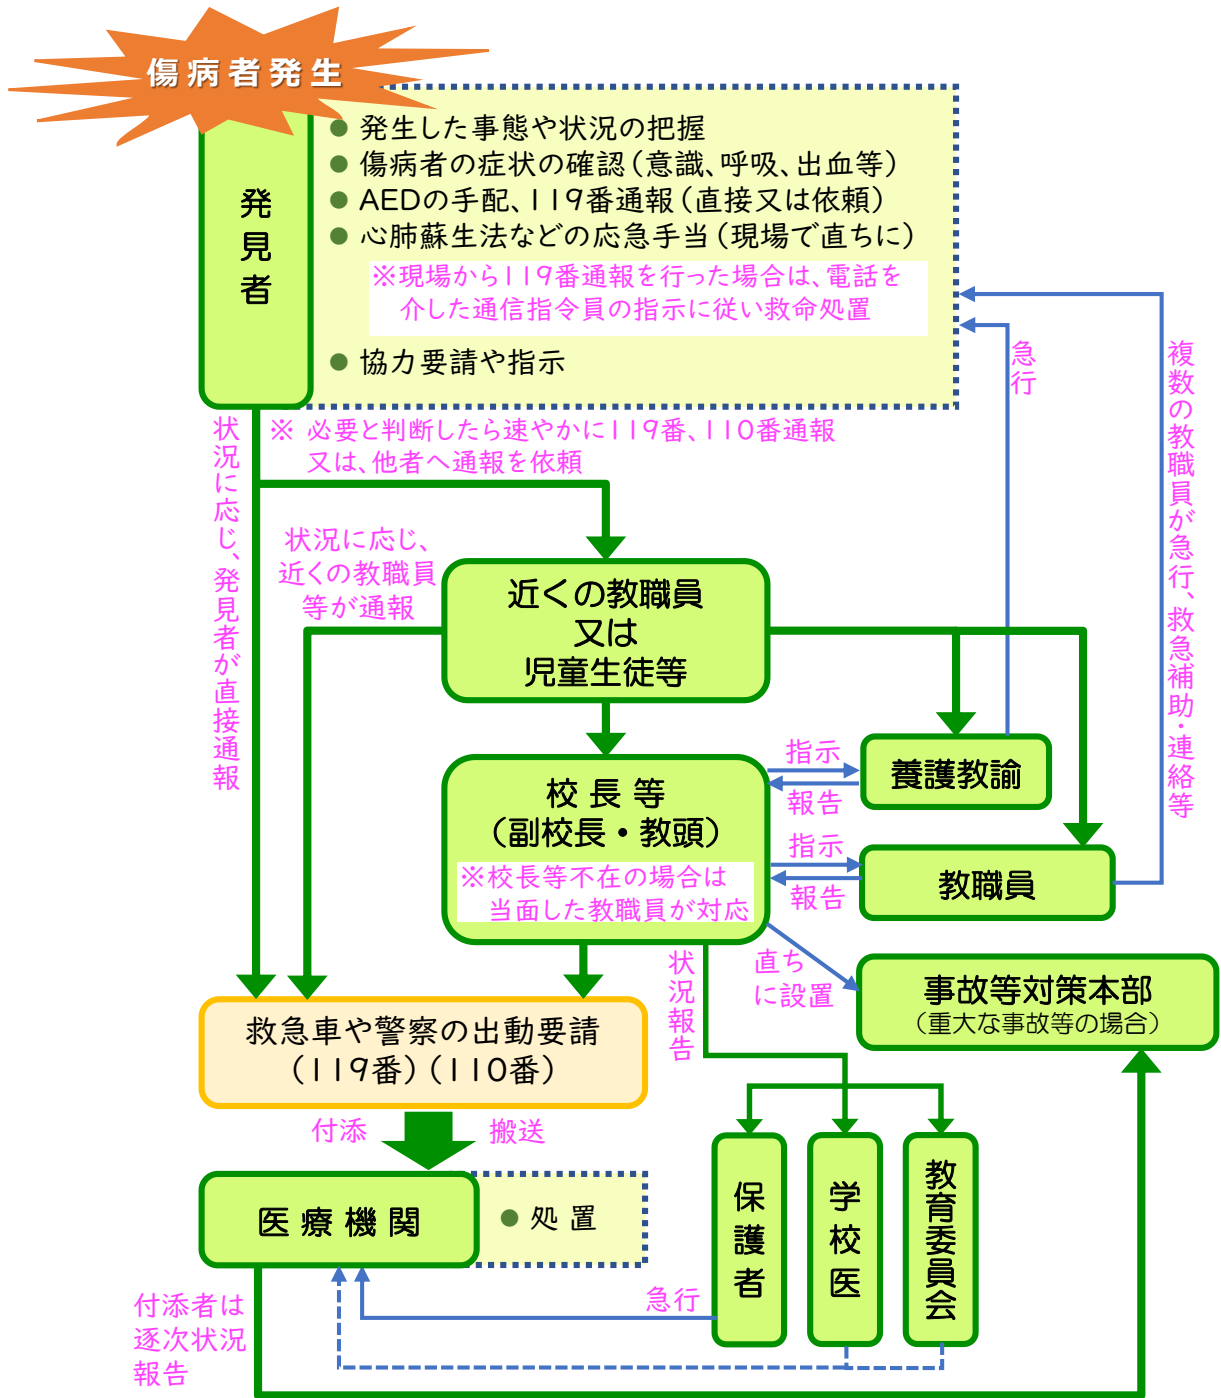 傷病者発生
発見者
● 発生した事態や状況の把握
● 傷病者の症状の確認（意識、呼吸、出血等）
● AEDの手配、119番通報（直接又は依頼）
● 心肺蘇生法などの応急手当（現場で直ちに）
※現場から119番通報を行った場合は、電話を
介した通信指令員の指示に従い救命処置
● 協力要請や指示
急行
複数の教職員が急行、救急補助・連絡等
状況に応じ、発見者が直接通報
※ 必要と判断したら速やかに119番、110番通報
又は、他者へ通報を依頼
状況に応じ、
近くの教職員
等が通報
近くの教職員
又は
児童生徒等
校長等
（副校長・教頭）
※校長等不在の場合は
当面した教職員が対応
指示
報告
養護教諭
指示
報告
教職員
状況報告
直ち
に設置
事故等対策本部
（重大な事故等の場合）
救急車や警察の出動要請
（119番）（110番）
付添
搬送
医療機関
● 処置
保護者
学校医
教育委員会
急行
付添者は
逐次状況
報告